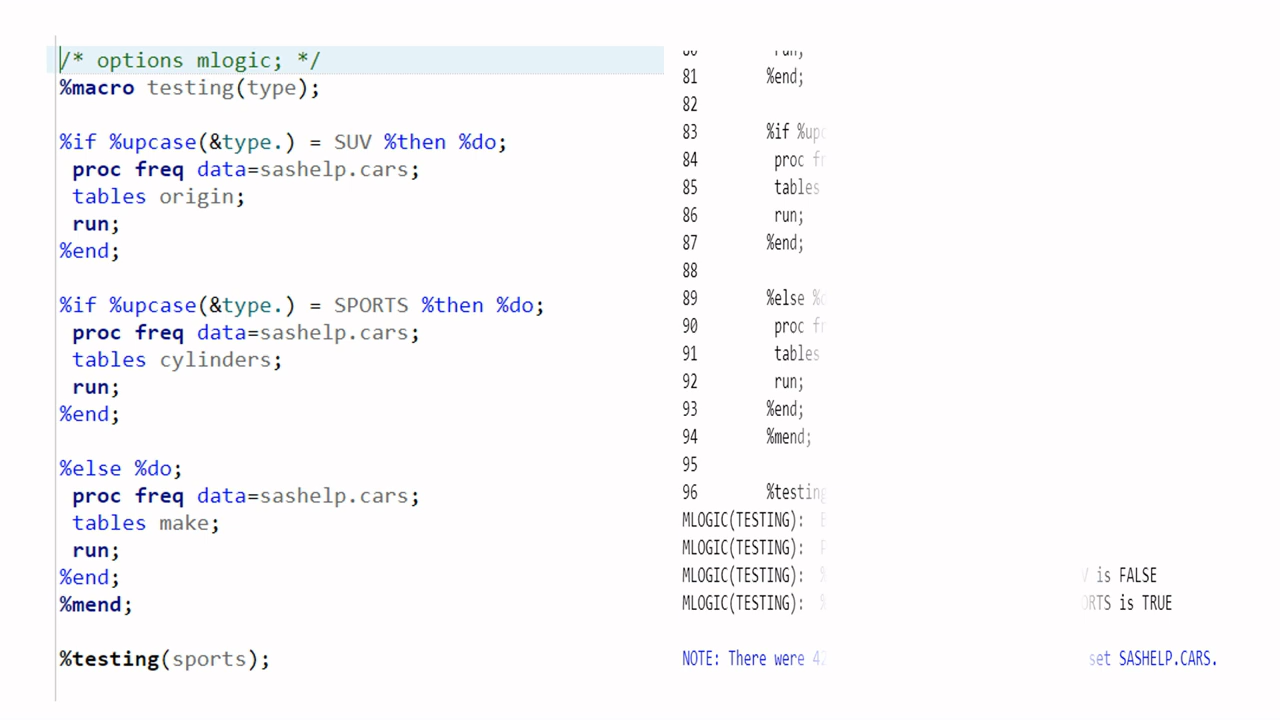 /* options mlogic; */
%macro testing(type);
%if %upcase(&type.) = SUV %then %do;
proc freq data=sashelp.cars;
tables origin;
run;
%end;
%if %upcase(&type.) = SPORTS %then %do;
proc freq data=sashelp.cars;
tables cylinders;
run;
%end;
%else %do;
proc freq data=sashelp.cars;
tables make;
run;
%end;
%mend;
%testing(sports);
81 %end;
82
83 %if
84 proc
85 tables
86 run;
87 %end;
88
89 %else
90 proc
91 tables
92 run;
93 %end;
94 %mend;
95
96 %testing
MLOGIC(TESTING):
MLOGIC(TESTING):
MLOGIC(TESTING): is FALSE
MLOGIC(TESTING): is TRUE
NOTE: There were set SASHELP.CARS.